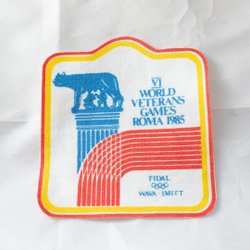 VI
WORLD
VETERANS
GAMES
ROMA 1985
FIDAL
WAVA IMITT